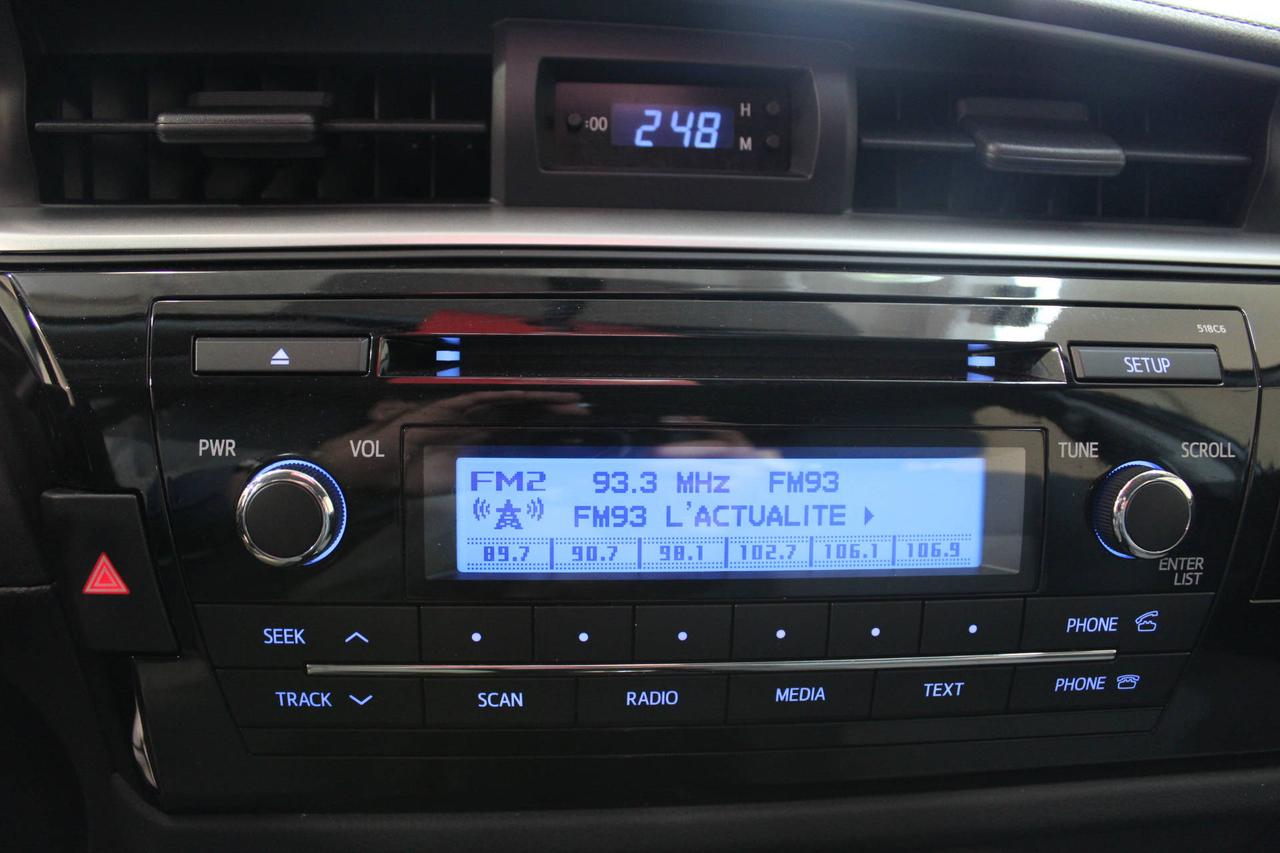 :00 248 H
M
518C6
SETUP
PWR VOL
TUNE SCROLL
FM2 93.3 MHz FM93
FM93 L'ACTUALITE
89.7 90.7 98.1 102.7 106.1 106.9
ENTER
LIST
SEEK
PHONE
TRACK SCAN RADIO MEDIA TEXT PHONE